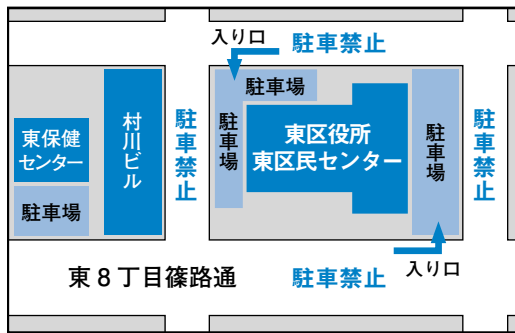 入り口
駐車禁止
駐車場
東保健
センター
駐車場
村川ビル
駐車禁止
駐車場
東区役所
東区民センター
駐車場
駐車禁止
東8丁目篠路通
駐車禁止
入り口